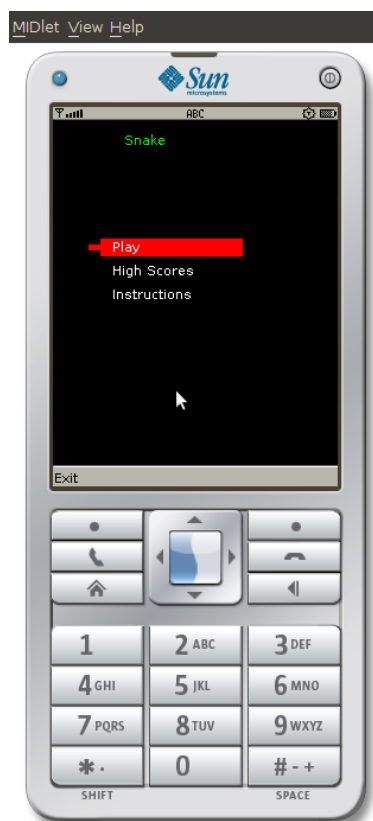 MIDlet View Help
Sun
microsystems
ABC
Snake
Play
High Scores
Instructions
Exit
1
2 ABC
3 DEF
4 GHI
5 JKL
6 MNO
7 PQRS
8 TUV
9 WXYZ
* .
0
# - +
SHIFT
SPACE